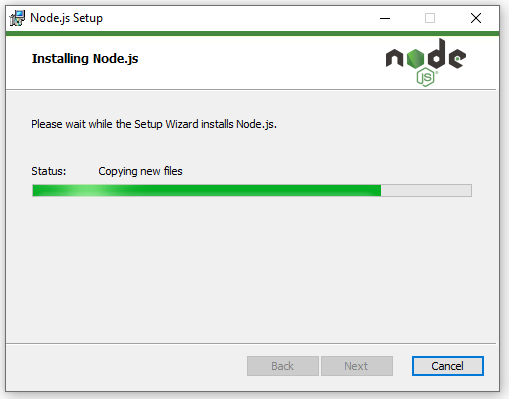 Node.js Setup
Installing Node.js
node
JS
Please wait while the Setup Wizard installs Node.js.
Status: Copying new files
Back Next Cancel